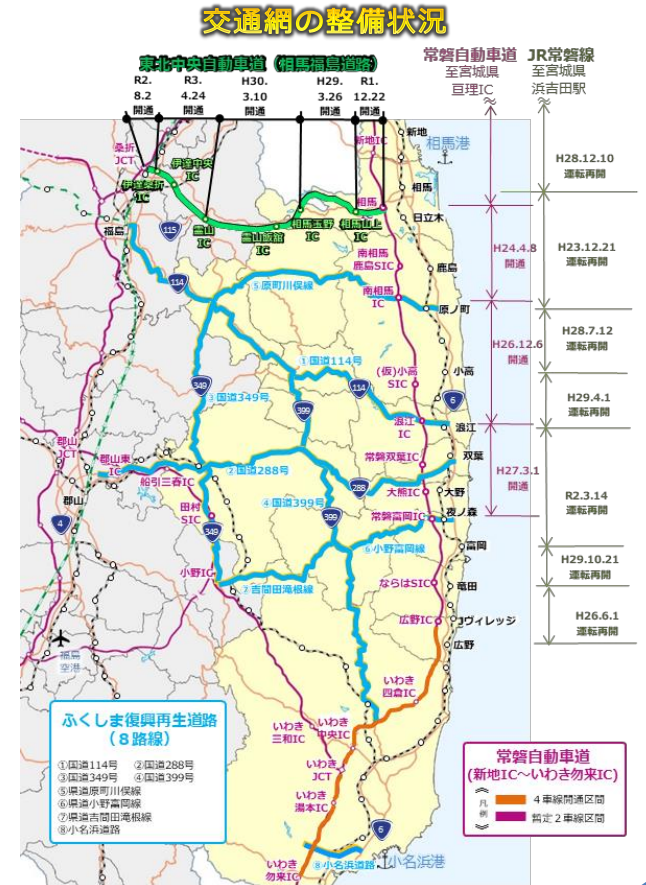 交通網の整備状況
東北中央自動車道（相馬福島道路）
R2.
8.2
開通
R3.
4.24
開通
H30.
3.10
開通
H29.
3.26
開通
R1.
12.22
開通
常磐自動車道
至宮城県
亘理IC
JR常磐線
至宮城県
浜吉田駅
新地
新地IC
相馬港
桑折
JCT
伊達中央
IC
伊達桑折
IC
相馬
相馬
霊山
IC
霊山飯舘
IC
相馬玉野
IC
相馬山上
IC
日立木
福島
115
114
南相馬
鹿島SIC
鹿島
⑤原町川俣線
南相馬
IC
原ノ町
①国道114号
(仮)小高
SIC
小高
349
③国道349号
114
399
6
浪江
IC
浪江
郡山
JCT
郡山東
IC
船引三春IC
②国道288号
常磐双葉IC
双葉
郡山
4
田村
SIC
④国道399号
288
大熊IC
大野
349
399
常磐富岡IC
夜ノ森
⑥小野富岡線
富岡
小野IC
⑦吉間田滝根線
ならはSIC
竜田
広野IC
Jヴィレッジ
広野
福島
空港
いわき
四倉IC
いわき
三和IC
いわき
中央IC
いわき
JCT
いわき
湯本IC
いわき
勿来IC
6
⑧小名浜道路
小名浜港
H24.4.8
開通
H26.12.6
開通
H27.3.1
開通
H28.12.10
運転再開
H23.12.21
運転再開
H28.7.12
運転再開
H29.4.1
運転再開
R2.3.14
運転再開
H29.10.21
運転再開
H26.6.1
運転再開
ふくしま復興再生道路
（８路線）
①国道114号　②国道288号
③国道349号　④国道399号
⑤県道原町川俣線
⑥県道小野富岡線
⑦県道吉間田滝根線
⑧小名浜道路
常磐自動車道
(新地IC～いわき勿来IC)
《凡例》
４車線開通区間
暫定２車線区間